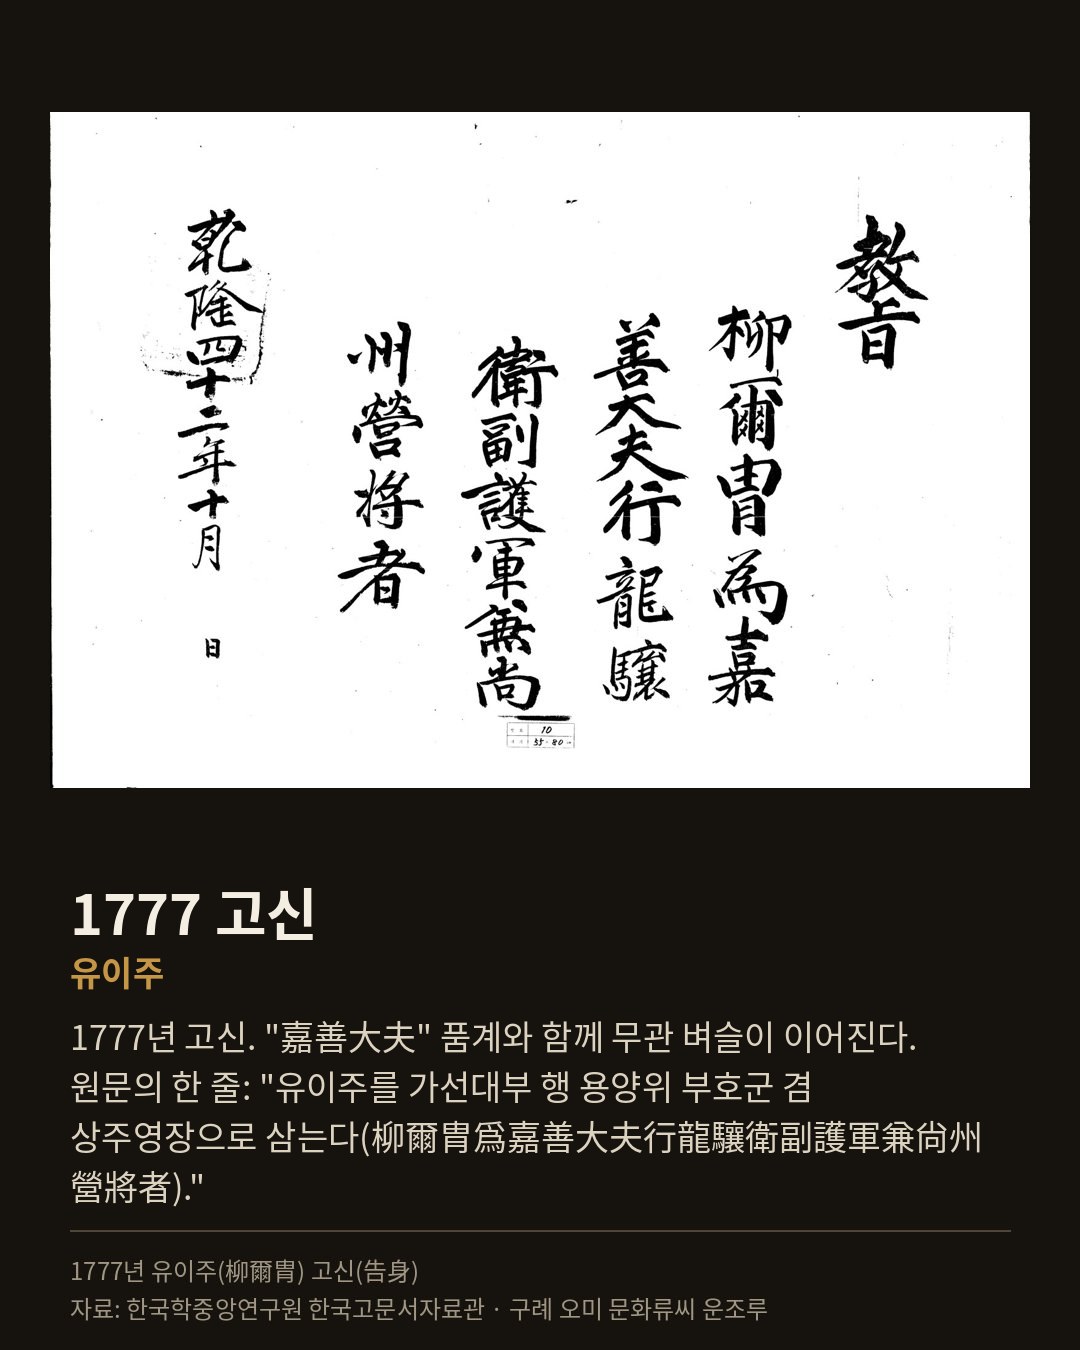 教旨
柳爾胄為嘉
善大夫行龍驤
衛副護軍兼尙
州營將者
乾隆四十二年十月 日
10
55 · 80
1777 고신
유이주
1777년 고신. "嘉善大夫" 품계와 함께 무관 벼슬이 이어진다.
원문의 한 줄: "유이주를 가선대부 행 용양위 부호군 겸
상주영장으로 삼는다(柳爾胄爲嘉善大夫行龍驤衛副護軍兼尙州
營將者)."
1777년 유이주(柳爾胄) 고신(告身)
자료: 한국학중앙연구원 한국고문서자료관 · 구례 오미 문화류씨 운조루